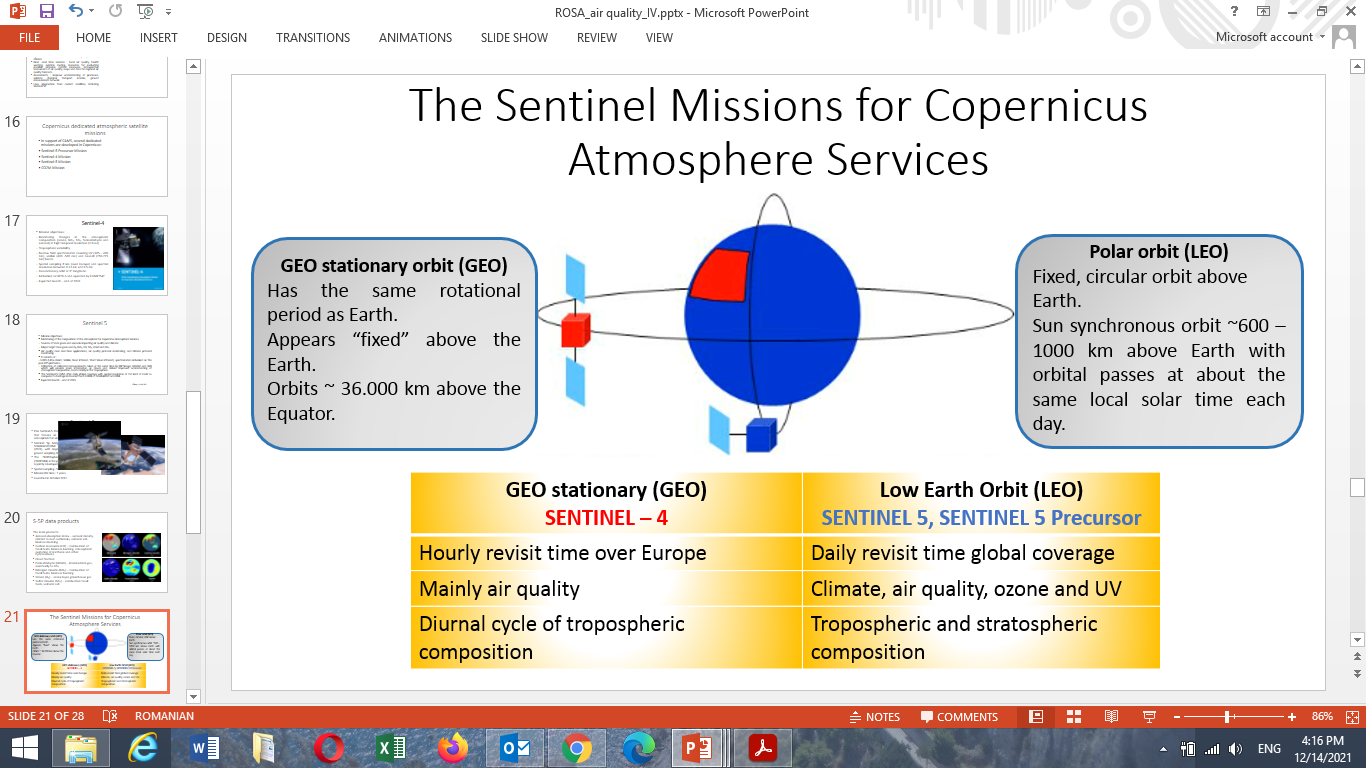 ROSA_air quality_IV.pptx - Microsoft PowerPoint
FILE
HOME
INSERT
DESIGN
TRANSITIONS
ANIMATIONS
SLIDE SHOW
REVIEW
VIEW
Microsoft account
16
Copernicus dedicated atmospheric satellite
missions
17
Sentinel-4
18
Sentinel 5
19
20
S-5P data products
21
The Sentinel Missions for Copernicus
Atmosphere Services
The Sentinel Missions for Copernicus
Atmosphere Services
GEO stationary orbit (GEO)
Has the same rotational
period as Earth.
Appears “fixed” above the
Earth.
Orbits ~ 36.000 km above the
Equator.
Polar orbit (LEO)
Fixed, circular orbit above
Earth.
Sun synchronous orbit ~600 –
1000 km above Earth with
orbital passes at about the
same local solar time each
day.
GEO stationary (GEO)
SENTINEL – 4
Low Earth Orbit (LEO)
SENTINEL 5, SENTINEL 5 Precursor
Hourly revisit time over Europe
Daily revisit time global coverage
Mainly air quality
Climate, air quality, ozone and UV
Diurnal cycle of tropospheric
composition
Tropospheric and stratospheric
composition
SLIDE 21 OF 28
ROMANIAN
NOTES
COMMENTS
86%
ENG
4:16 PM
12/14/2021